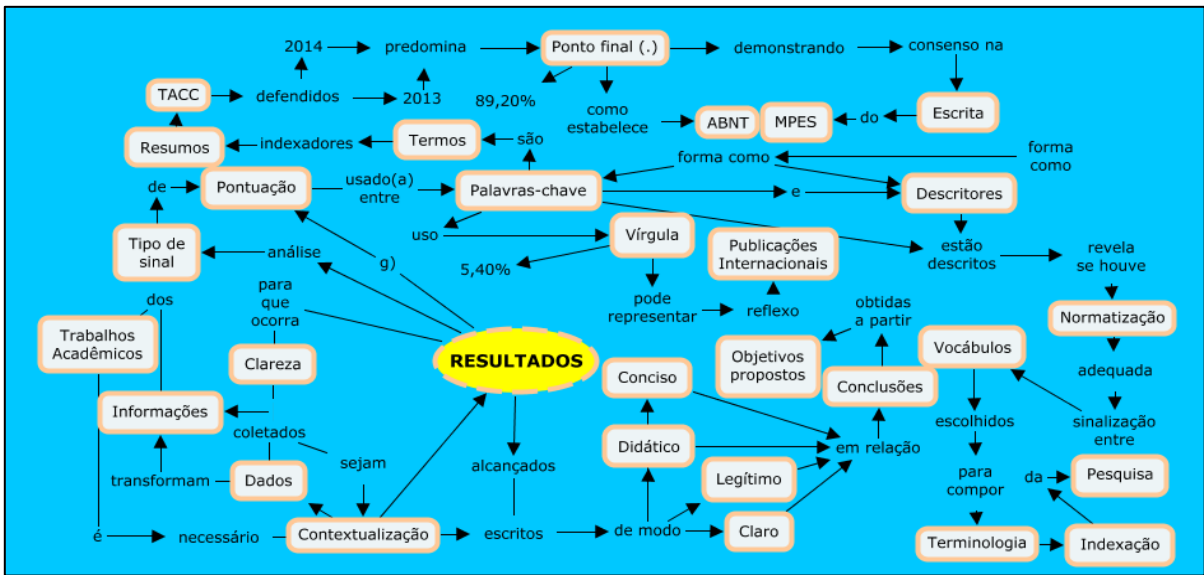 2014
predomina
Ponto final (.)
demonstrando
consenso na
TACC
defendidos
2013
89,20%
como
estabelece
ABNT
MPES
do
Escrita
Resumos
indexadores
Termos
são
forma como
forma
como
de
Pontuação
usado(a)
entre
Palavras-chave
e
Descritores
Tipo de
sinal
análise
g)
uso
Vírgula
5,40%
Publicações
Internacionais
estão
descritos
revela
se houve
dos
para
que
ocorra
pode
representar
reflexo
obtidas
a partir
Normatização
Trabalhos
Acadêmicos
Clareza
RESULTADOS
Conciso
Objetivos
propostos
Conclusões
Vocábulos
adequada
Informações
coletados
sejam
alcançados
Didático
em relação
escolhidos
sinalização
entre
transformam
Dados
Legítimo
para
compor
da
Pesquisa
é
necessário
Contextualização
escritos
de modo
Claro
Terminologia
Indexação